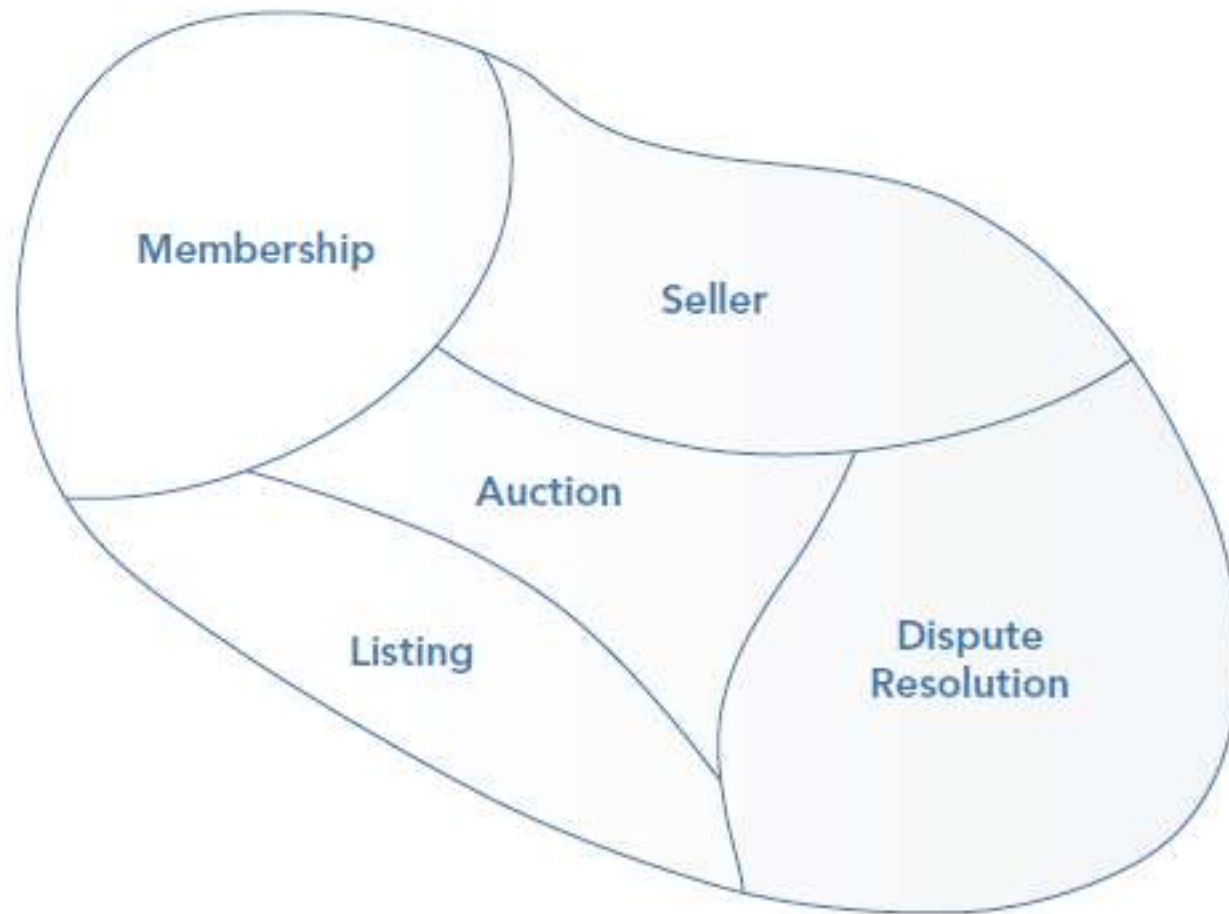 Membership
Seller
Auction
Listing
Dispute
Resolution